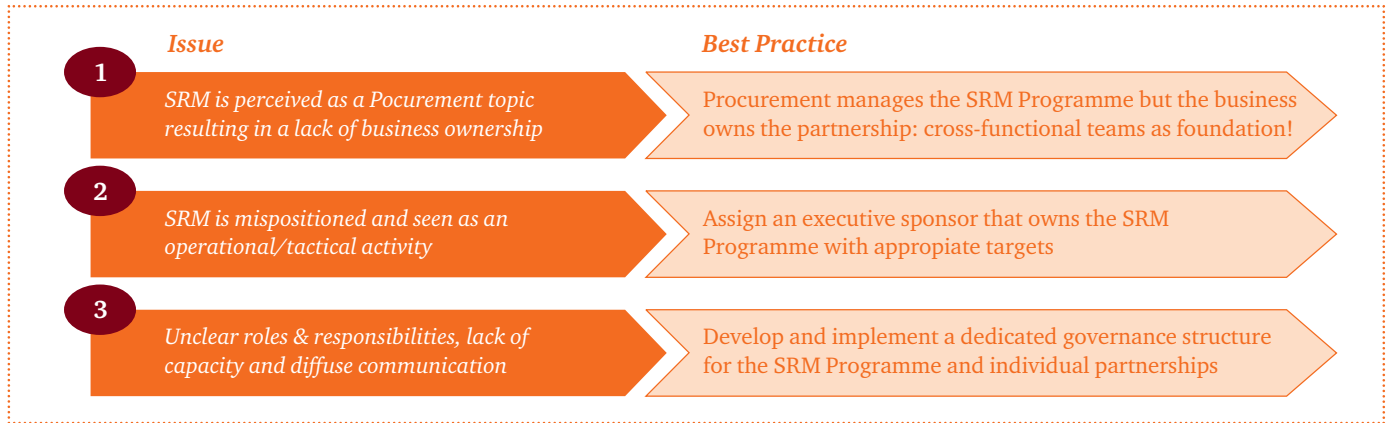 Issue
Best Practice
1
SRM is perceived as a Pocurement topic
resulting in a lack of business ownership
Procurement manages the SRM Programme but the business
owns the partnership: cross-functional teams as foundation!
2
SRM is mispositioned and seen as an
operational/tactical activity
Assign an executive sponsor that owns the SRM
Programme with appropiate targets
3
Unclear roles & responsibilities, lack of
capacity and diffuse communication
Develop and implement a dedicated governance structure
for the SRM Programme and individual partnerships